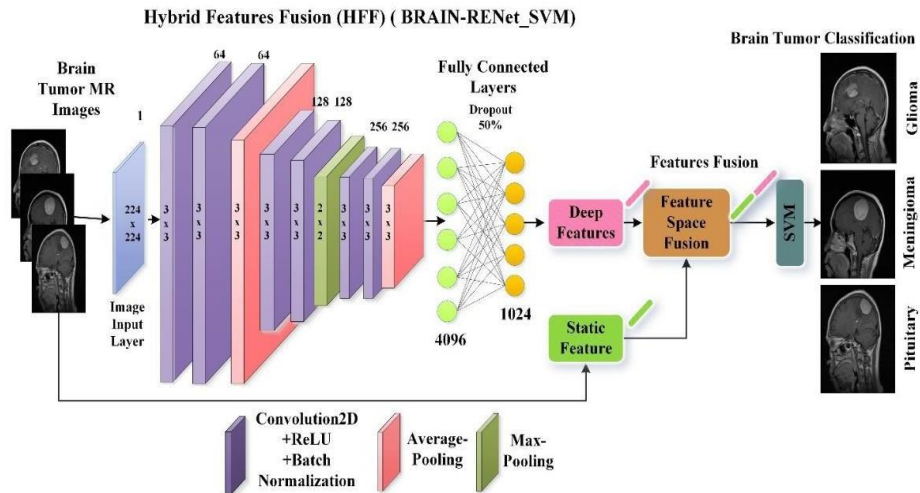 Hybrid Features Fusion (HFF) ( BRAIN-RENet_SVM)
Brain
Tumor MR
Images
1
224
x
224
Image
Input
Layer
64
64
3
x
3
3
x
3
3
x
3
128
128
3
x
3
3
x
3
2
x
2
256
256
3
x
3
3
x
3
3
x
3
Fully Connected
Layers
Dropout
50%
4096
1024
Deep
Features
Static
Feature
Features Fusion
Feature
Space
Fusion
SVM
Brain Tumor Classification
Glioma
Meningioma
Pituitary
Convolution2D
+ReLU
+Batch
Normalization
Average-
Pooling
Max-
Pooling